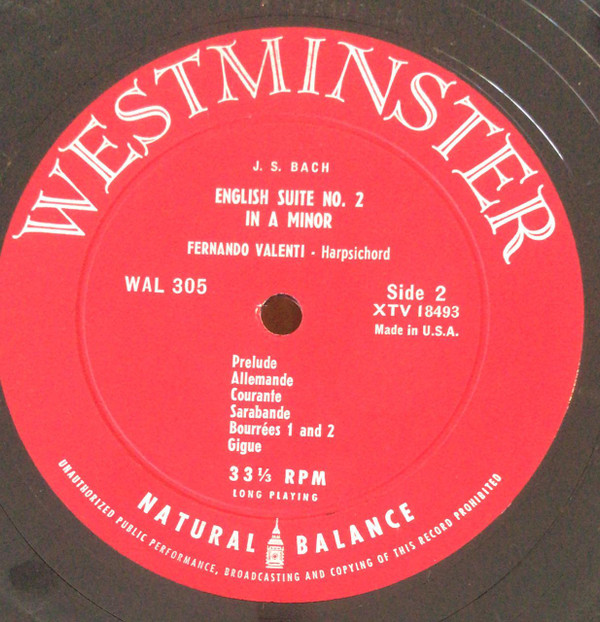 WESTMINSTER
J. S. BACH
ENGLISH SUITE NO. 2
IN A MINOR
FERNANDO VALENTI - Harpsichord
WAL 305
Side 2
XTV 18493
Made in U.S.A.
Prelude
Allemande
Courante
Sarabande
Bourrées 1 and 2
Gigue
33⅓ RPM
LONG PLAYING
NATURAL BALANCE
UNAUTHORIZED PUBLIC PERFORMANCE, BROADCASTING AND COPYING OF THIS RECORD PROHIBITED